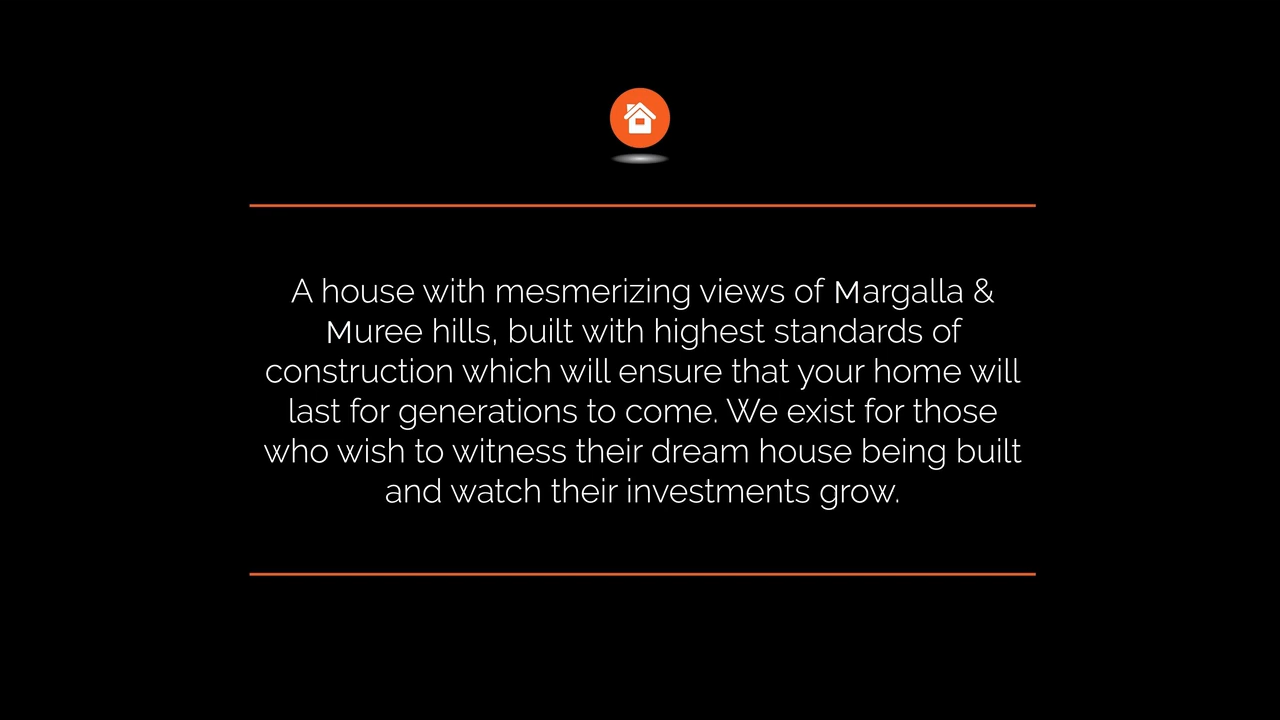 A house with mesmerizing views of Margalla &
Muree hills, built with highest standards of
construction which will ensure that your home will
last for generations to come. We exist for those
who wish to witness their dream house being built
and watch their investments grow.